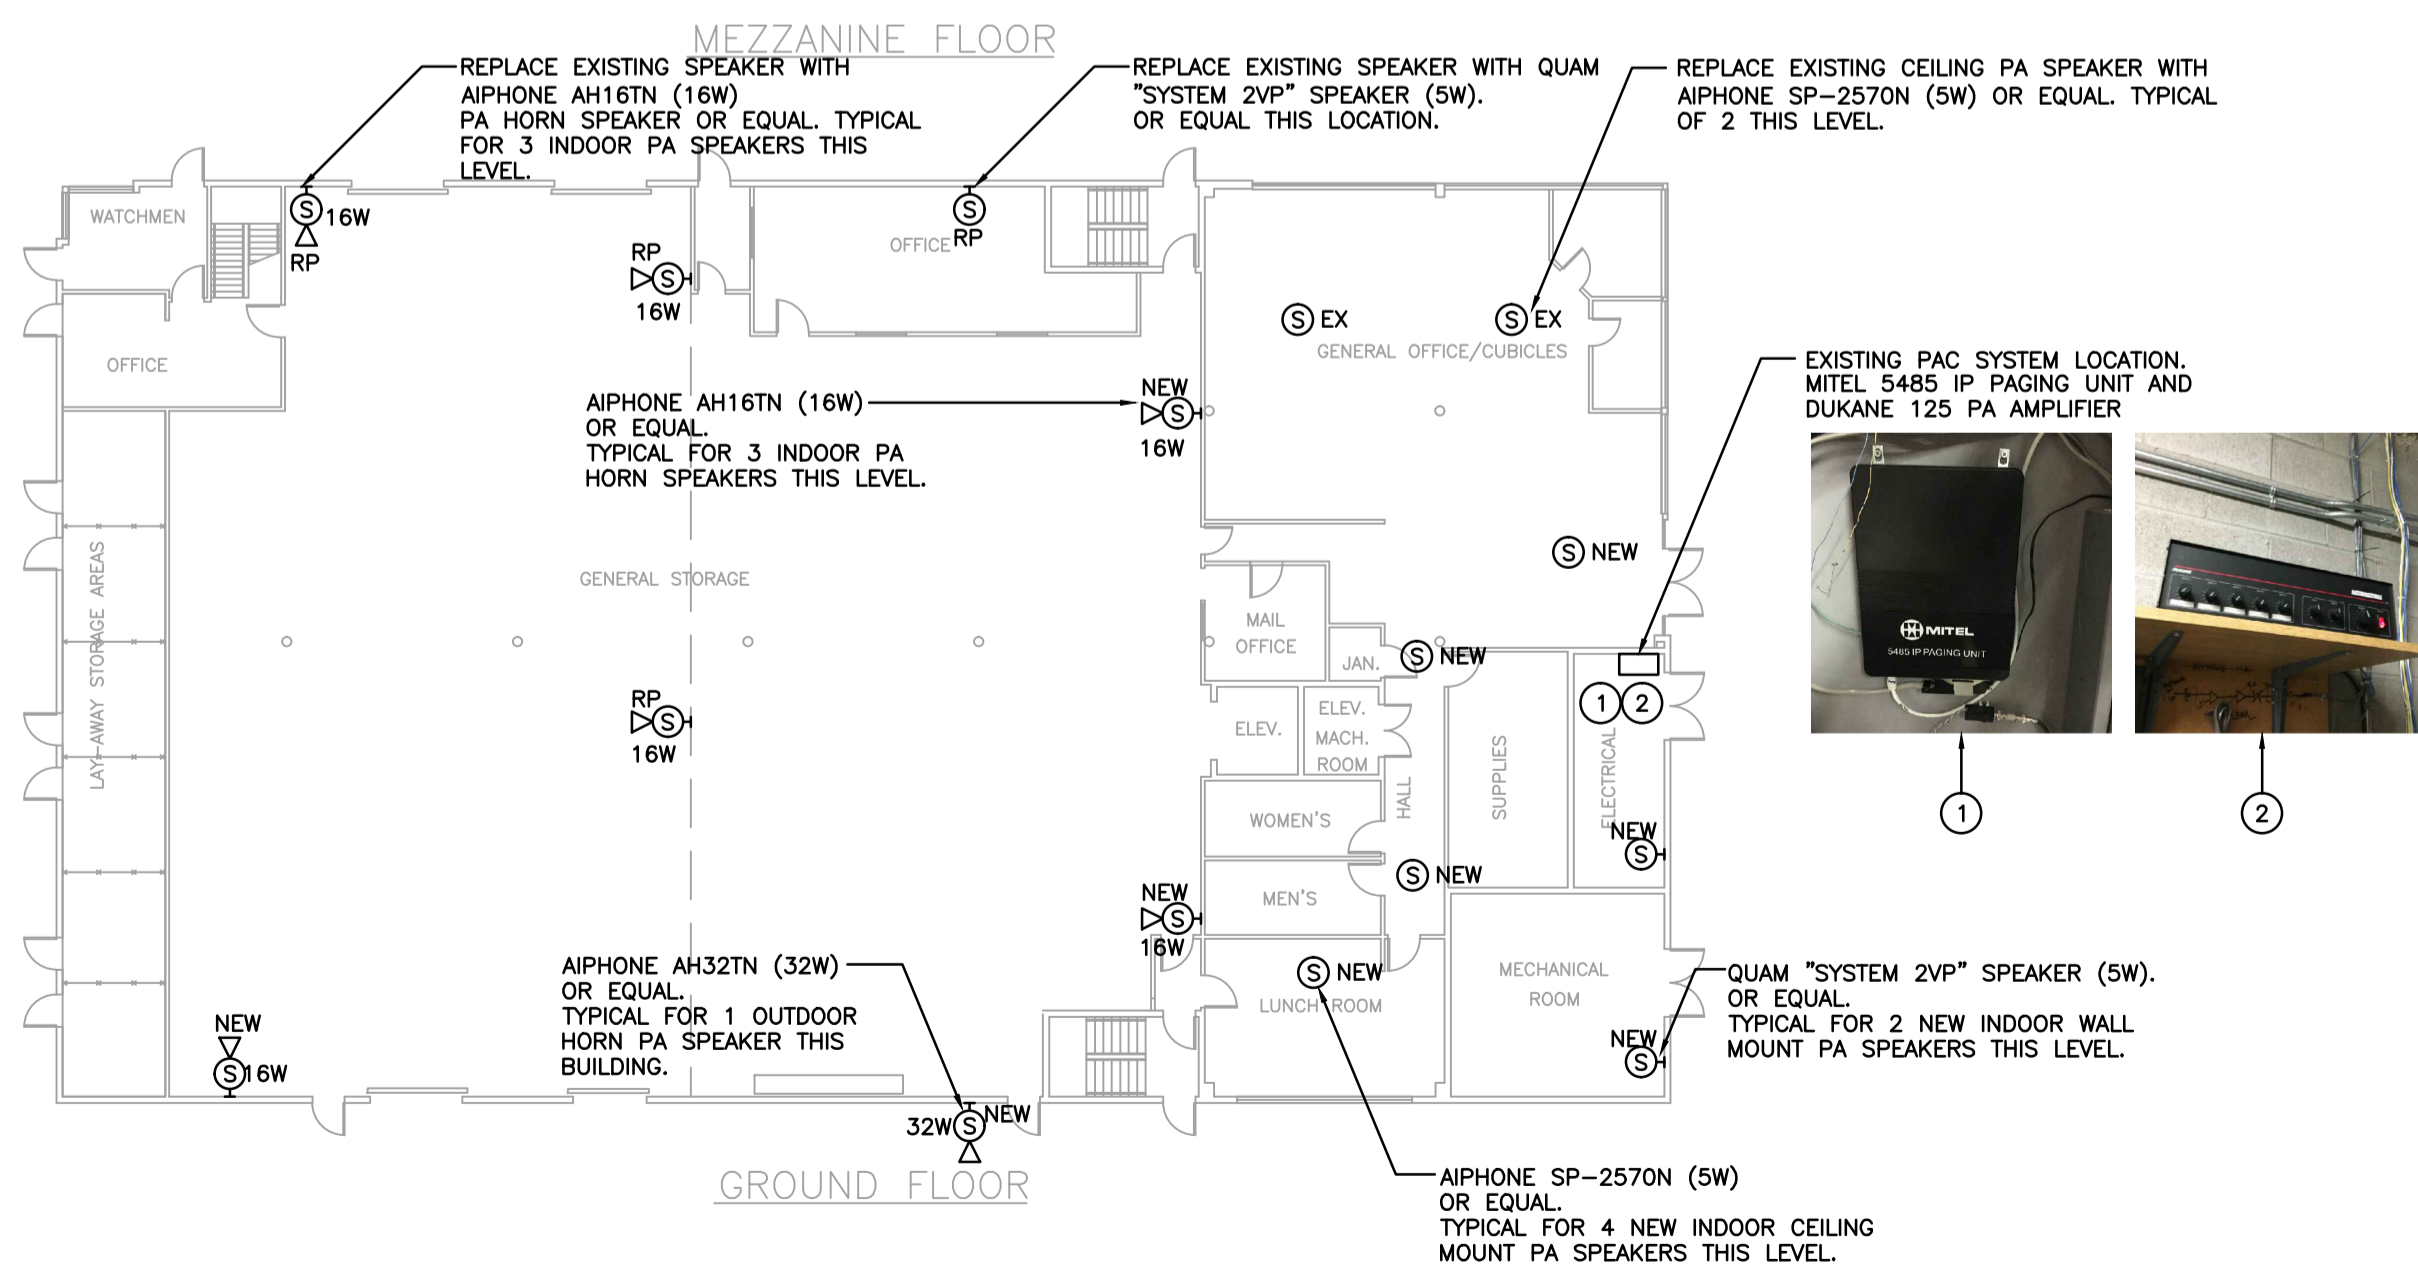 MEZZANINE FLOOR
REPLACE EXISTING SPEAKER WITH
AIPHONE AH16TN (16W)
PA HORN SPEAKER OR EQUAL. TYPICAL
FOR 3 INDOOR PA SPEAKERS THIS
LEVEL.
REPLACE EXISTING SPEAKER WITH QUAM
"SYSTEM 2VP" SPEAKER (5W).
OR EQUAL THIS LOCATION.
REPLACE EXISTING CEILING PA SPEAKER WITH
AIPHONE SP-2570N (5W) OR EQUAL. TYPICAL
OF 2 THIS LEVEL.
WATCHMEN
S
16W
RP
RP
S
16W
OFFICE
S
RP
OFFICE
S EX
S EX
GENERAL OFFICE/CUBICLES
AIPHONE AH16TN (16W)
OR EQUAL.
TYPICAL FOR 3 INDOOR PA
HORN SPEAKERS THIS LEVEL.
NEW
S
16W
EXISTING PAC SYSTEM LOCATION.
MITEL 5485 IP PAGING UNIT AND
DUKANE 125 PA AMPLIFIER
MITEL
5485 IP PAGING UNIT
1
2
S NEW
LAY-AWAY STORAGE AREAS
GENERAL STORAGE
MAIL
OFFICE
JAN.
S NEW
1 2
RP
S
16W
ELEV.
ELEV.
MACH.
ROOM
HALL
SUPPLIES
ELECTRICAL
WOMEN'S
NEW
S
S NEW
MEN'S
NEW
S
16W
AIPHONE AH32TN (32W)
OR EQUAL.
TYPICAL FOR 1 OUTDOOR
HORN PA SPEAKER THIS
BUILDING.
S NEW
LUNCH ROOM
MECHANICAL
ROOM
QUAM "SYSTEM 2VP" SPEAKER (5W).
OR EQUAL.
TYPICAL FOR 2 NEW INDOOR WALL
MOUNT PA SPEAKERS THIS LEVEL.
NEW
S
NEW
S 16W
32W S NEW
GROUND FLOOR
AIPHONE SP-2570N (5W)
OR EQUAL.
TYPICAL FOR 4 NEW INDOOR CEILING
MOUNT PA SPEAKERS THIS LEVEL.